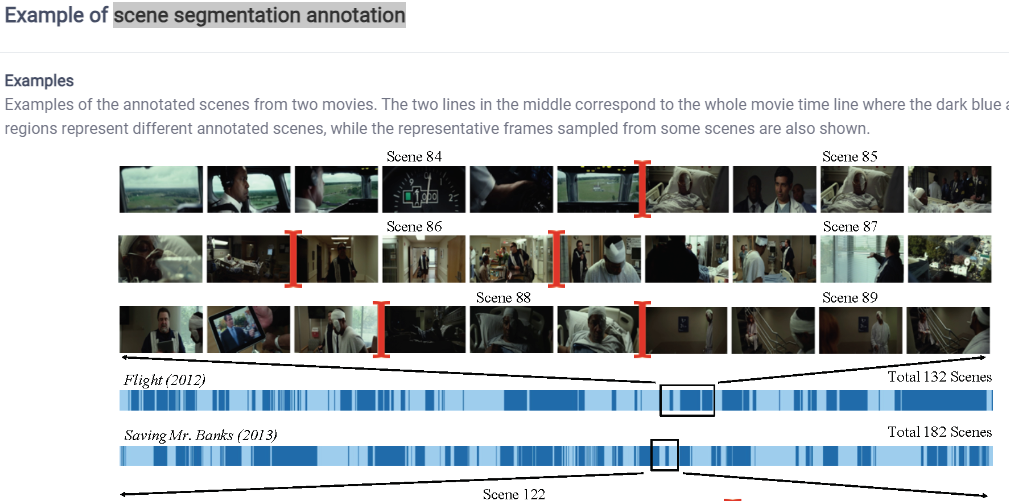 Example of scene segmentation annotation
Examples
Examples of the annotated scenes from two movies. The two lines in the middle correspond to the whole movie time line where the dark blue
regions represent different annotated scenes, while the representative frames sampled from some scenes are also shown.
Scene 84
Scene 85
Scene 86
Scene 87
Scene 88
Scene 89
Flight (2012)
Total 132 Scenes
Saving Mr. Banks (2013)
Total 182 Scenes
Scene 122